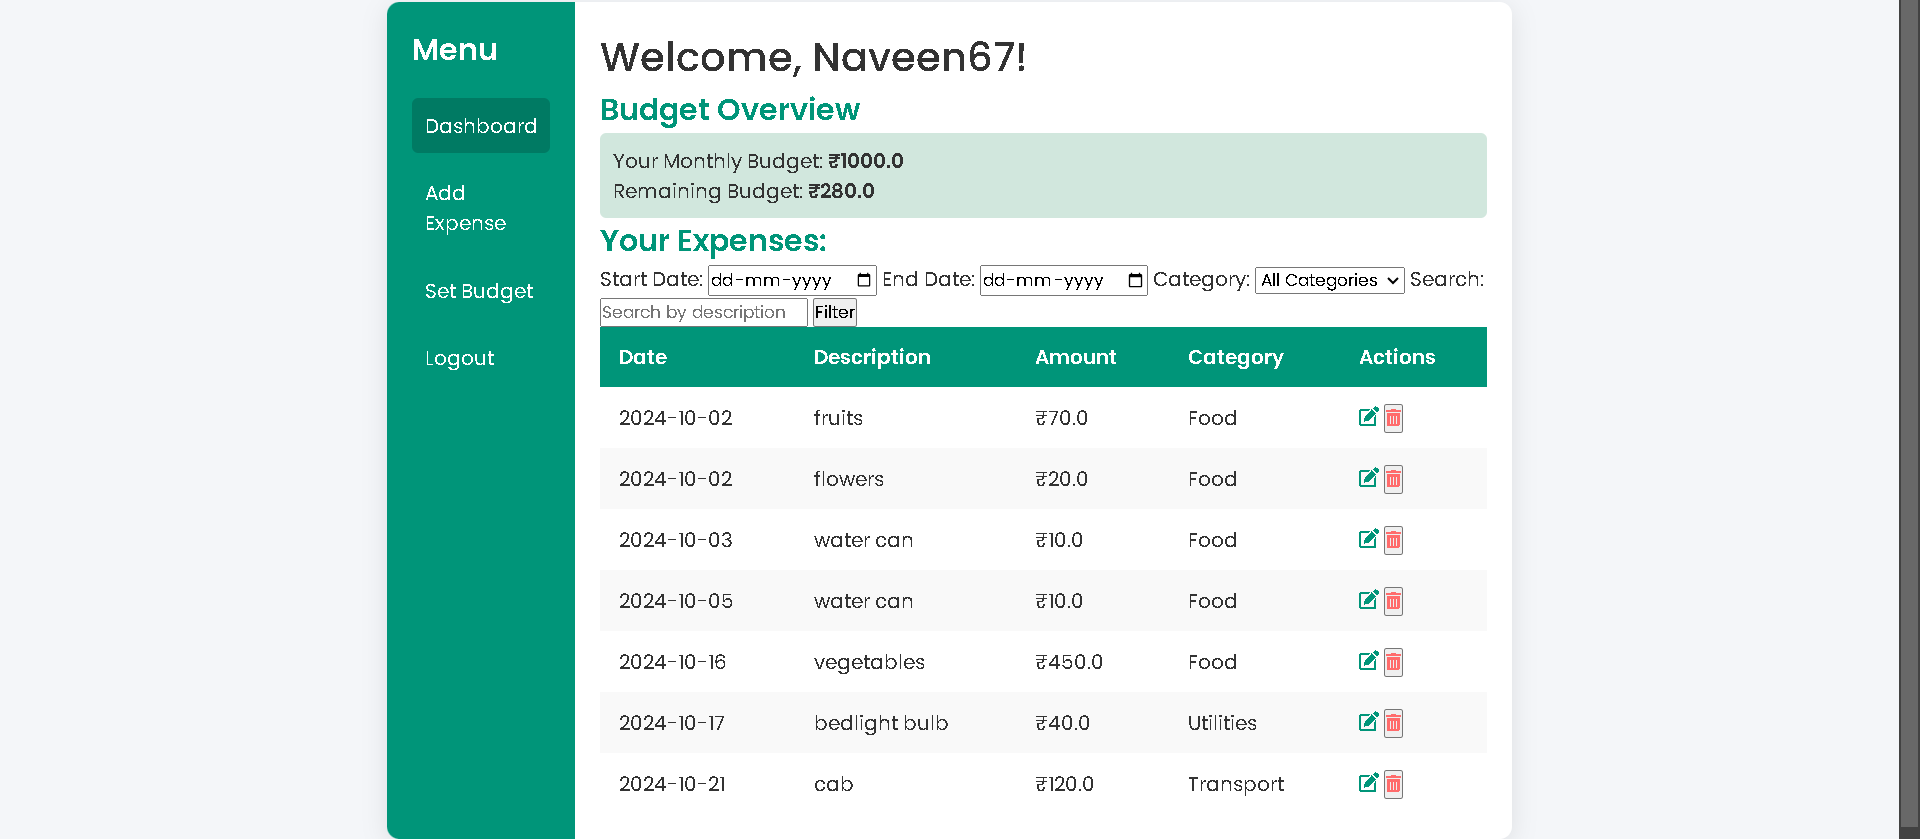 Menu
Dashboard
Add
Expense
Set Budget
Logout
Welcome, Naveen67!
Budget Overview
Your Monthly Budget: ₹1000.0
Remaining Budget: ₹280.0
Your Expenses:
Start Date: dd-mm-yyyy End Date: dd-mm-yyyy Category: All Categories Search:
Search by description Filter
Date Description Amount Category Actions
2024-10-02 fruits ₹70.0 Food
2024-10-02 flowers ₹20.0 Food
2024-10-03 water can ₹10.0 Food
2024-10-05 water can ₹10.0 Food
2024-10-16 vegetables ₹450.0 Food
2024-10-17 bedlight bulb ₹40.0 Utilities
2024-10-21 cab ₹120.0 Transport